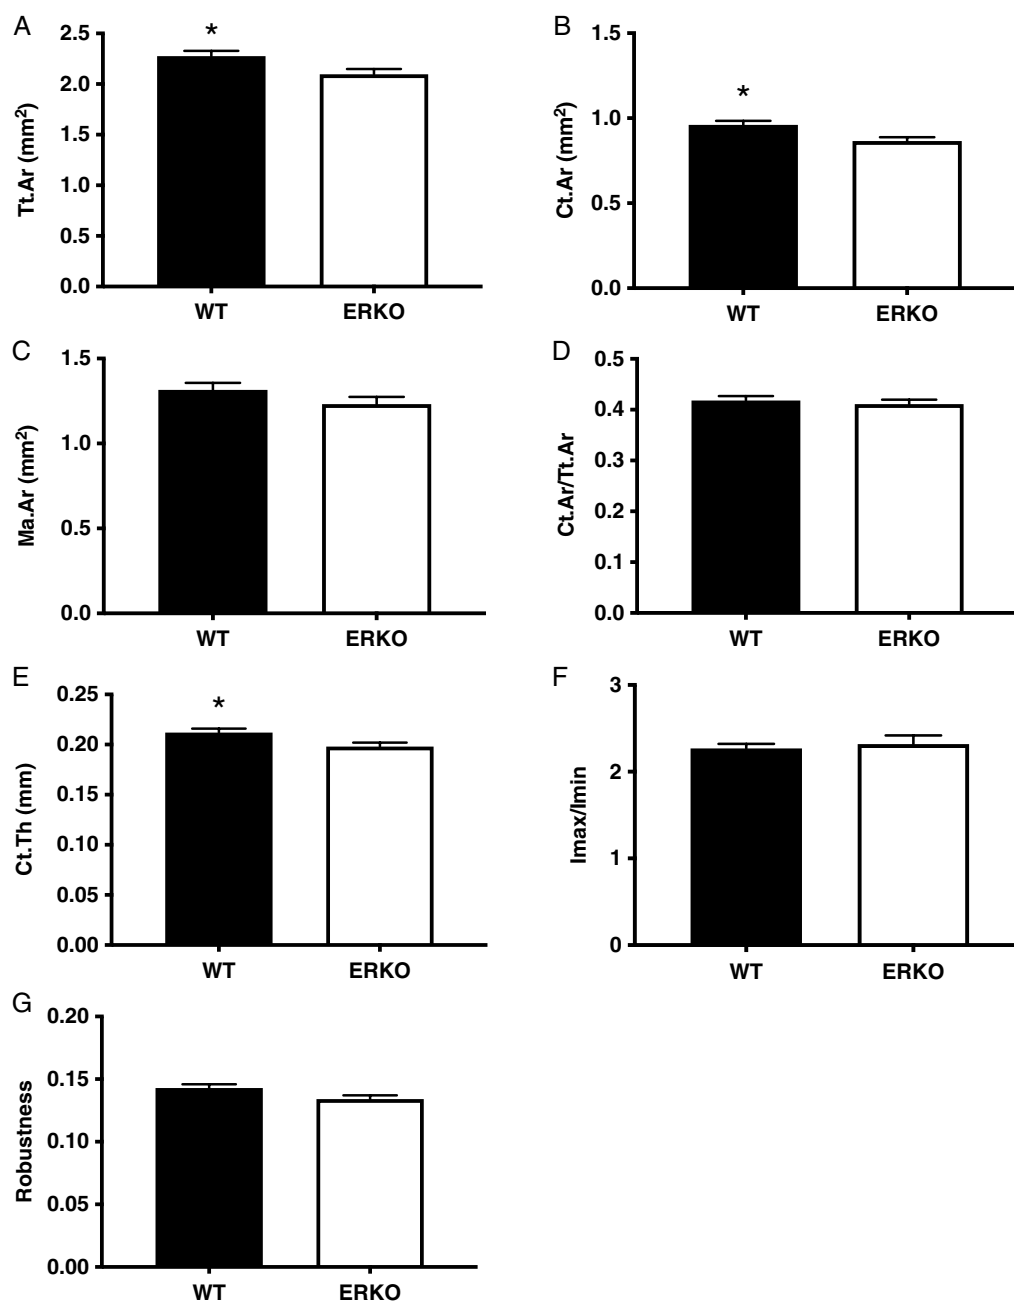 A
Tt.Ar (mm²)
2.5
2.0
1.5
1.0
0.5
0.0
*
WT
ERKO
B
Ct.Ar (mm²)
1.5
1.0
0.5
0.0
*
WT
ERKO
C
Ma.Ar (mm²)
1.5
1.0
0.5
0.0
WT
ERKO
D
Ct.Ar/Tt.Ar
0.5
0.4
0.3
0.2
0.1
0.0
WT
ERKO
E
Ct.Th (mm)
0.25
0.20
0.15
0.10
0.05
0.00
*
WT
ERKO
F
Imax/Imin
3
2
1
0
WT
ERKO
G
Robustness
0.20
0.15
0.10
0.05
0.00
WT
ERKO